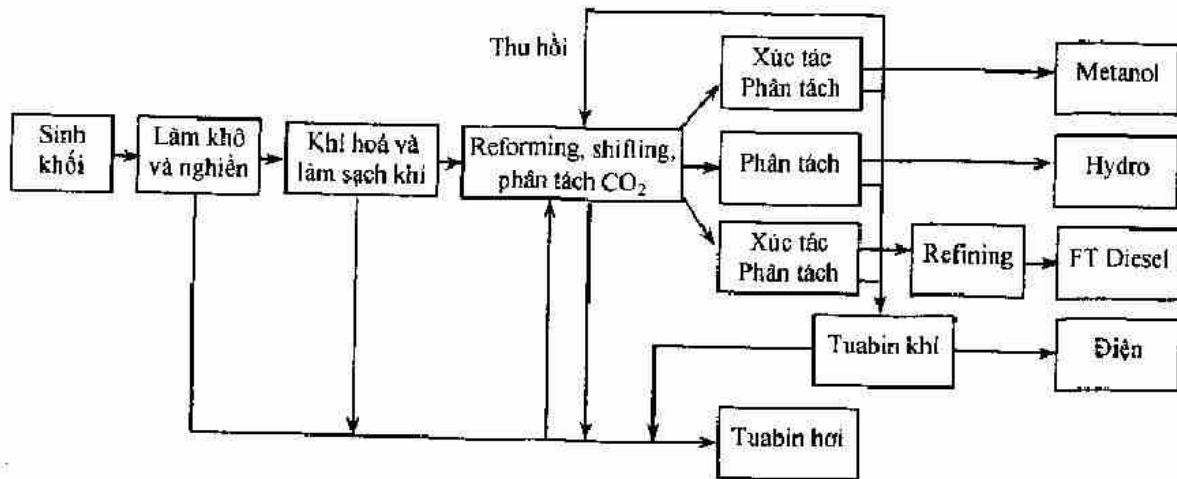 Thu hồi
Xúc tác
Phân tách
Metanol
Sinh
khối
Làm khô
và nghiền
Khí hoá và
làm sạch khí
Reforming, shifling,
phân tách CO₂
Phân tách
Hydro
Xúc tác
Phân tách
Refining
FT Diesel
Tuabin khí
Điện
Tuabin hơi